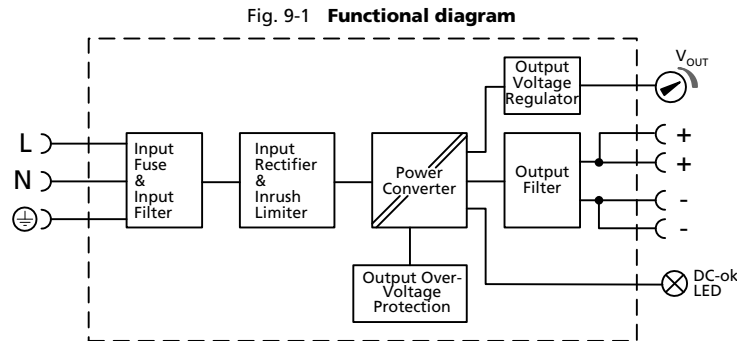 Fig. 9-1 Functional diagram
Output
Voltage
Regulator
V_OUT
L
N
Input
Fuse
&
Input
Filter
Input
Rectifier
&
Inrush
Limiter
Power
Converter
Output
Filter
+
+
-
-
Output Over-
Voltage
Protection
DC-ok
LED